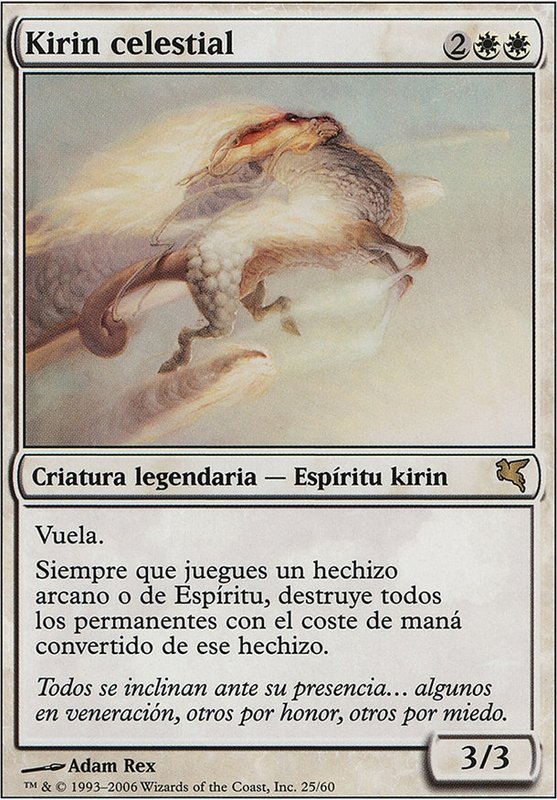 Kirin celestial 2
Criatura legendaria — Espíritu kirin
Vuela.
Siempre que juegues un hechizo
arcano o de Espíritu, destruye todos
los permanentes con el coste de maná
convertido de ese hechizo.
Todos se inclinan ante su presencia... algunos
en veneración, otros por honor, otros por miedo.
3/3
Adam Rex
™ & © 1993–2006 Wizards of the Coast, Inc. 25/60